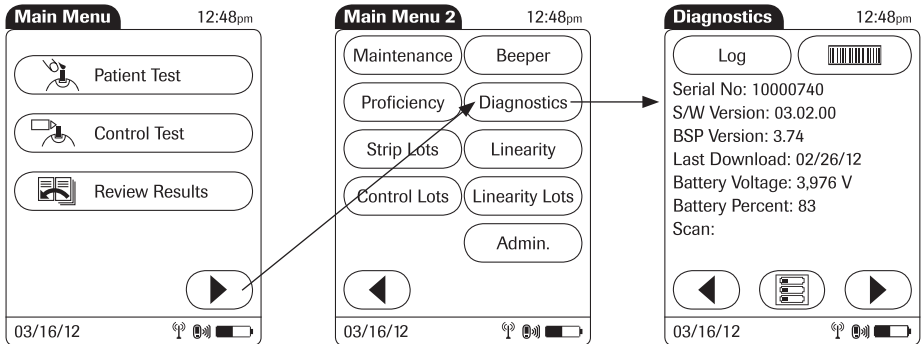 Main Menu
12:48pm
Patient Test
Control Test
Review Results
03/16/12
Main Menu 2
12:48pm
Maintenance
Beeper
Proficiency
Diagnostics
Strip Lots
Linearity
Control Lots
Linearity Lots
Admin.
03/16/12
Diagnostics
12:48pm
Log
Serial No: 10000740
S/W Version: 03.02.00
BSP Version: 3.74
Last Download: 02/26/12
Battery Voltage: 3,976 V
Battery Percent: 83
Scan:
03/16/12